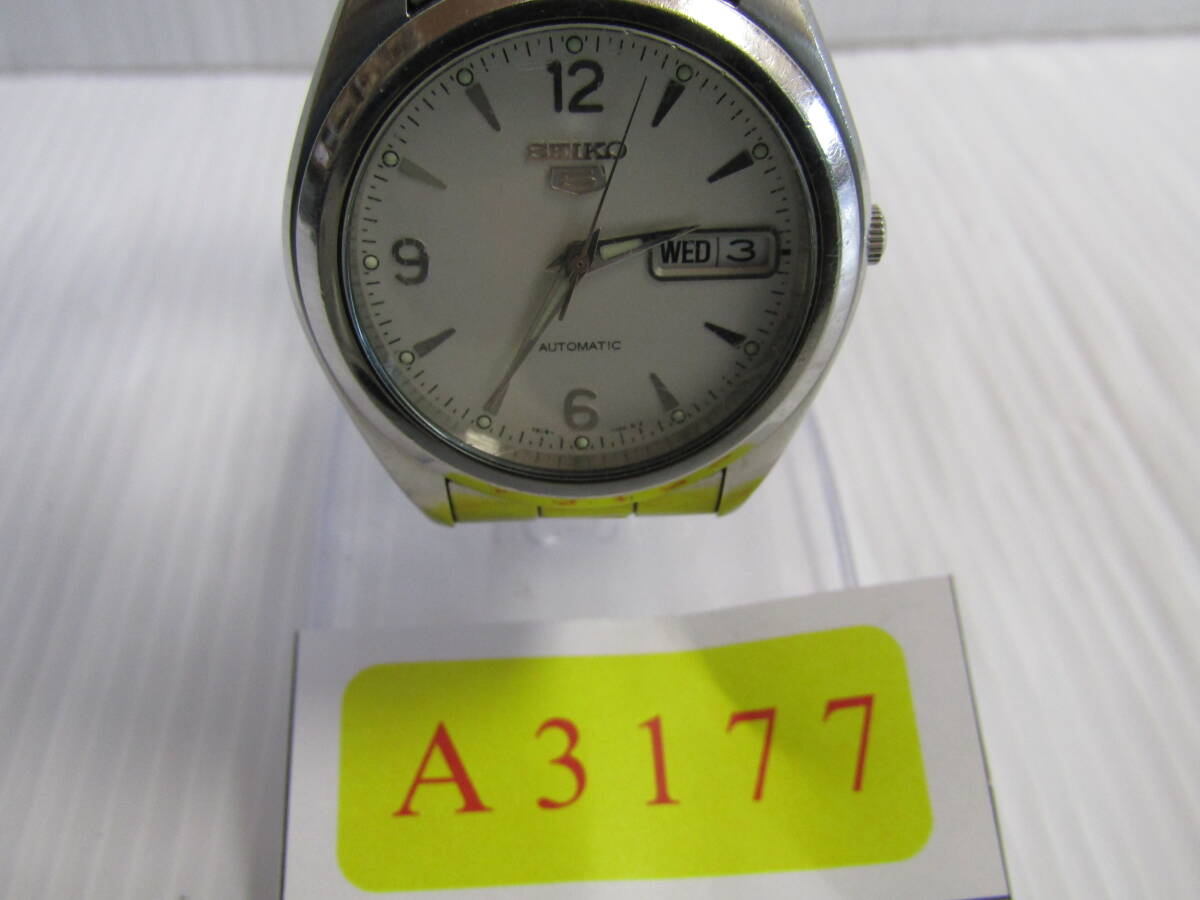 12
SEIKO
5
9
WED 3
AUTOMATIC
6
A3177